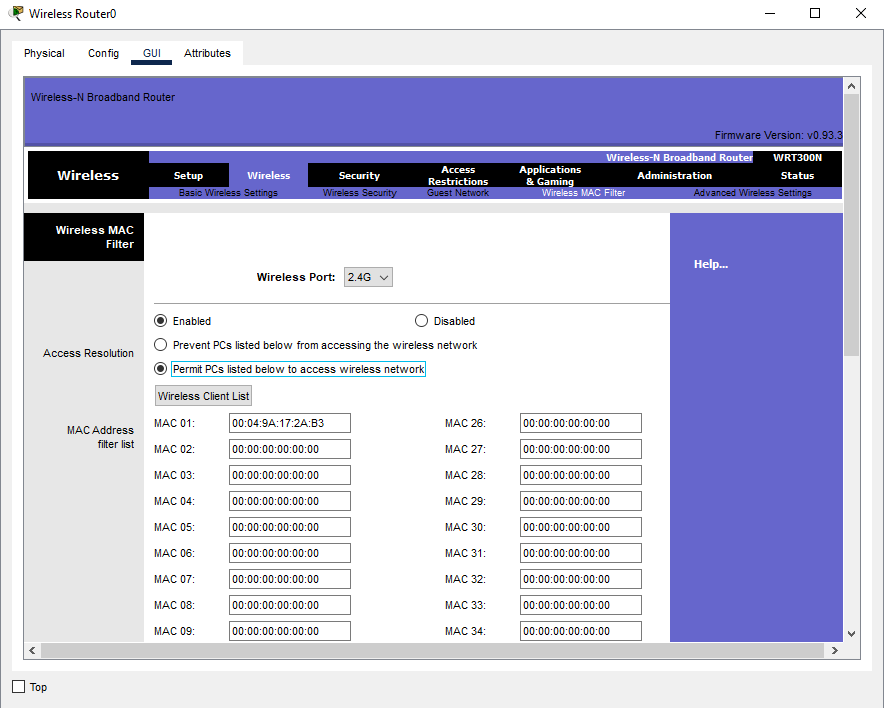 Wireless Router0
Physical Config GUI Attributes
Wireless-N Broadband Router
Firmware Version: v0.93.3
Wireless-N Broadband Router WRT300N
Wireless
Setup Wireless Security Access Restrictions Applications & Gaming Administration Status
Basic Wireless Settings Wireless Security Guest Network Wireless MAC Filter Advanced Wireless Settings
Wireless MAC
Filter
Help...
Wireless Port: 2.4G
Enabled Disabled
Prevent PCs listed below from accessing the wireless network
Access Resolution
Permit PCs listed below to access wireless network
Wireless Client List
MAC Address
filter list
MAC 01: 00:04:9A:17:2A:B3 MAC 26: 00:00:00:00:00:00
MAC 02: 00:00:00:00:00:00 MAC 27: 00:00:00:00:00:00
MAC 03: 00:00:00:00:00:00 MAC 28: 00:00:00:00:00:00
MAC 04: 00:00:00:00:00:00 MAC 29: 00:00:00:00:00:00
MAC 05: 00:00:00:00:00:00 MAC 30: 00:00:00:00:00:00
MAC 06: 00:00:00:00:00:00 MAC 31: 00:00:00:00:00:00
MAC 07: 00:00:00:00:00:00 MAC 32: 00:00:00:00:00:00
MAC 08: 00:00:00:00:00:00 MAC 33: 00:00:00:00:00:00
MAC 09: 00:00:00:00:00:00 MAC 34: 00:00:00:00:00:00
Top